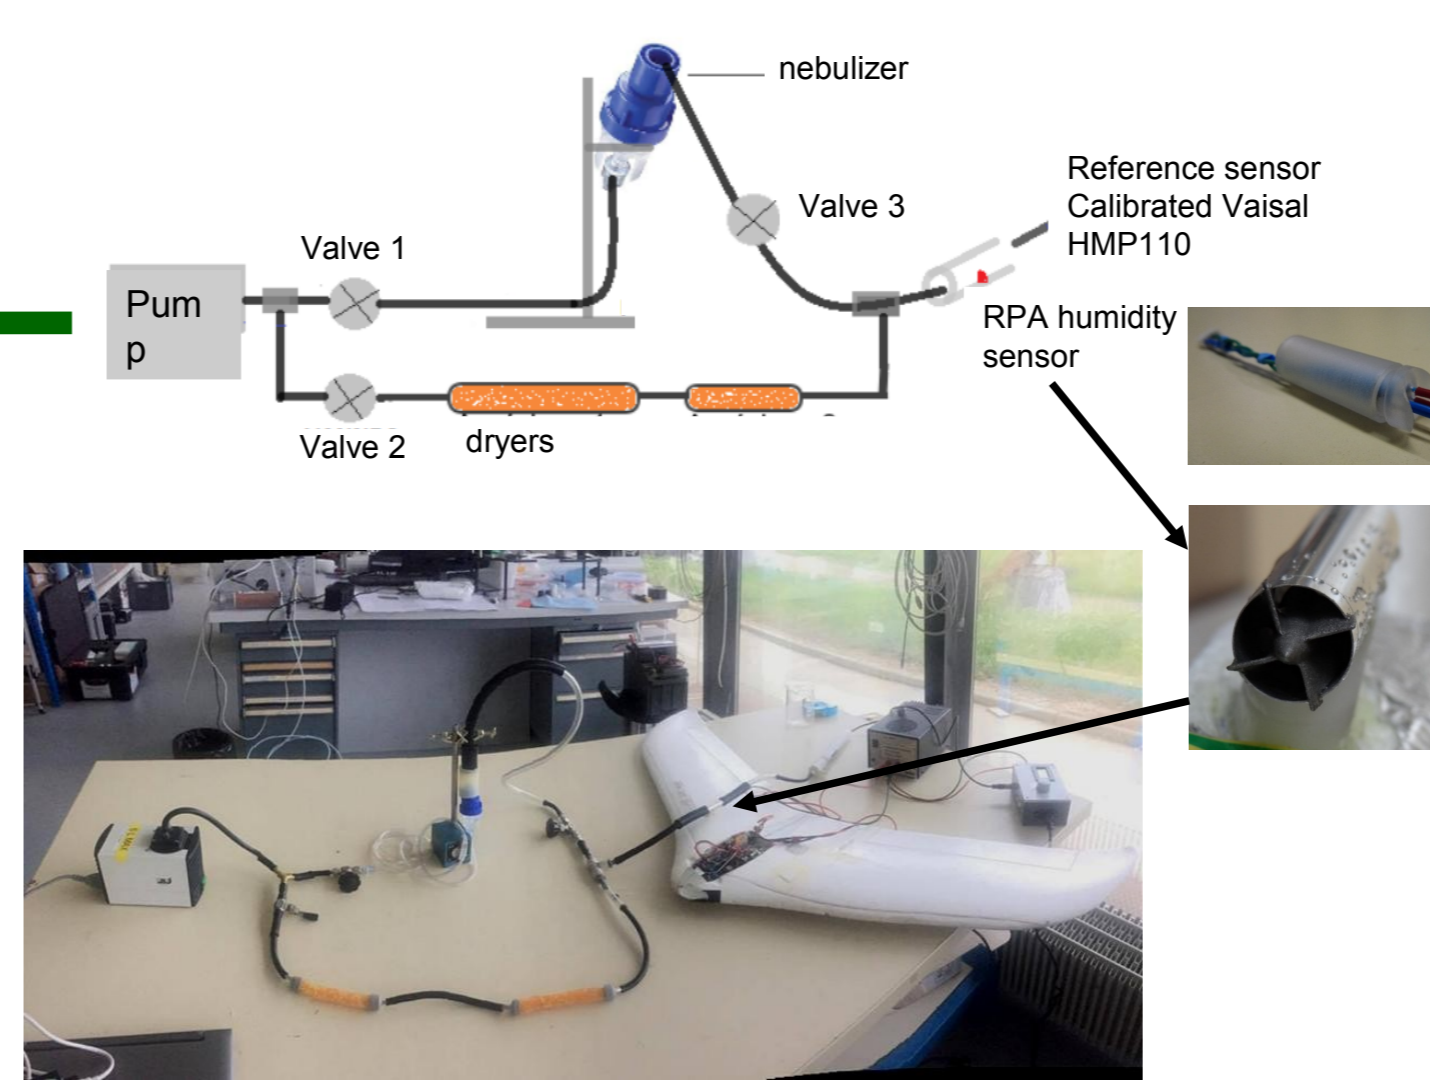 nebulizer
Reference sensor
Calibrated Vaisal
HMP110
Valve 3
Valve 1
Pum
p
RPA humidity
sensor
Valve 2
dryers